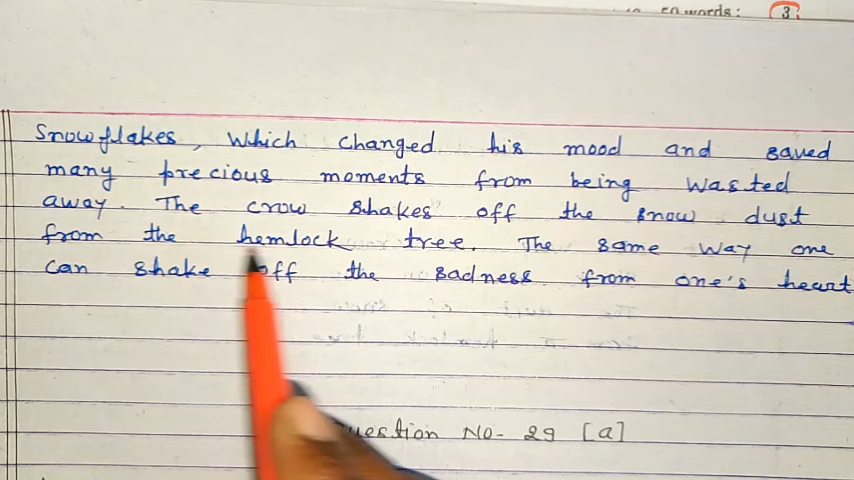 onwards: 3
Snowflakes, which changed his mood and saved
many precious moments from being wasted
away. The crow shakes off the snow dust
from the hemlock tree. The same way one
can shake off the sadness from one's heart
Question No- 29 [a]